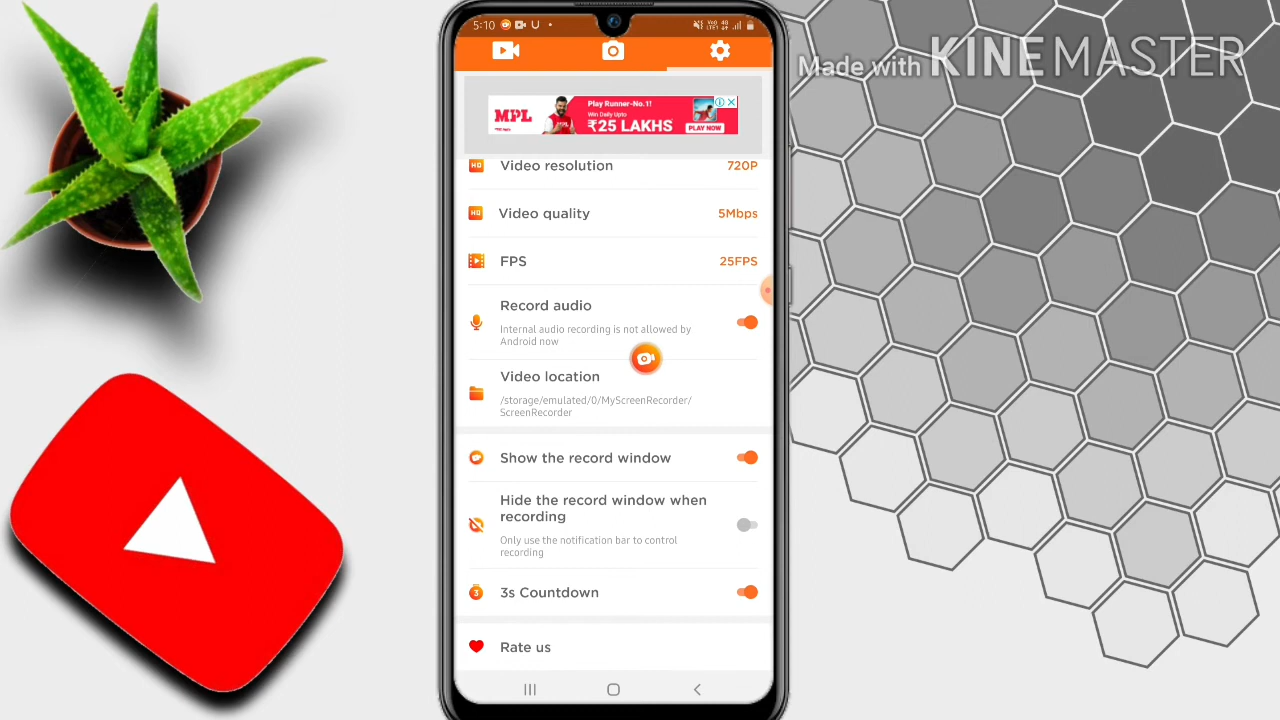 5:10
Made with KINEMASTER
MPL
Play Runner-No.1!
Win Daily Upto
₹25 LAKHS
PLAY NOW
Video resolution 720P
Video quality 5Mbps
FPS 25FPS
Record audio
Internal audio recording is not allowed by
Android now
Video location
/storage/emulated/0/MyScreenRecorder/
ScreenRecorder
Show the record window
Hide the record window when
recording
Only use the notification bar to control
recording
3s Countdown
Rate us